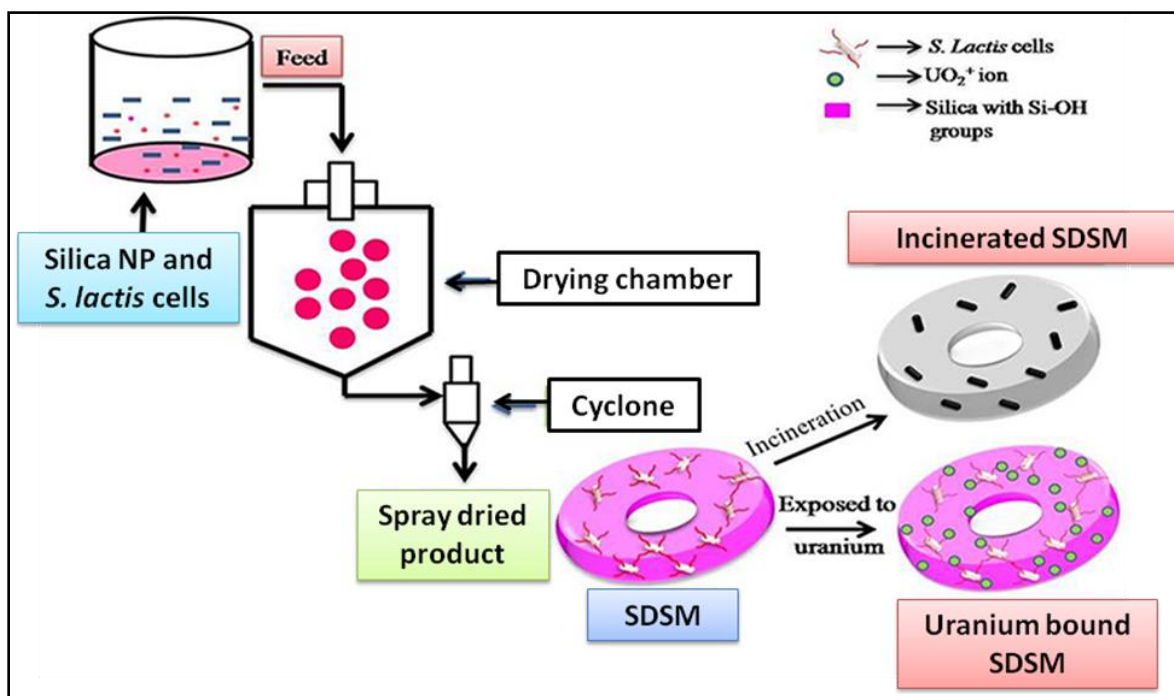 Feed
S. Lactis cells
UO₂⁺ ion
Silica with Si-OH
groups
Silica NP and
S. lactis cells
Drying chamber
Cyclone
Spray dried
product
SDSM
Incineration
Exposed to
uranium
Incinerated SDSM
Uranium bound
SDSM